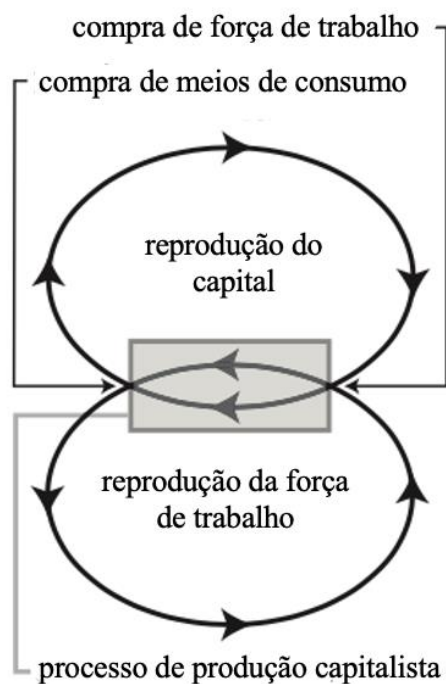 compra de força de trabalho
compra de meios de consumo
reprodução do
capital
reprodução da força
de trabalho
processo de produção capitalista